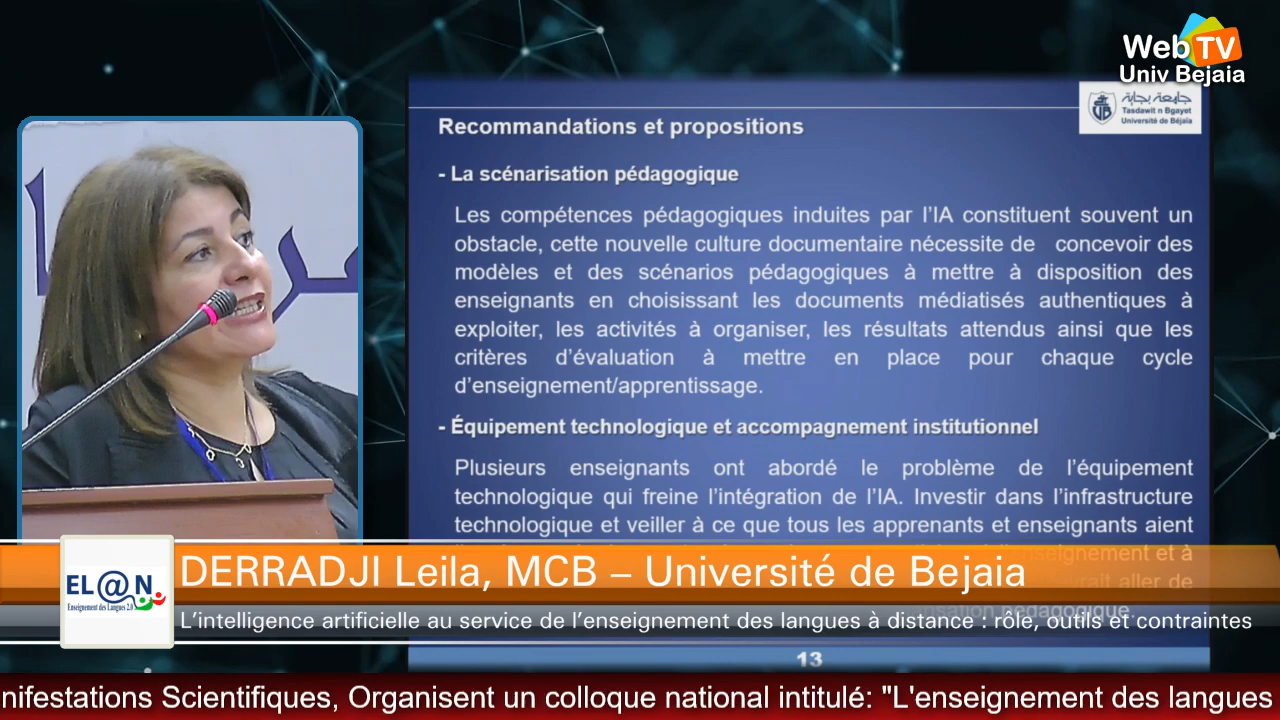 Web TV
Univ Bejaia
جامعة بجاية
Tasdawit n Bgayet
Université de Béjaïa
Recommandations et propositions
- La scénarisation pédagogique
Les compétences pédagogiques induites par l’IA constituent souvent un
obstacle, cette nouvelle culture documentaire nécessite de concevoir des
modèles et des scénarios pédagogiques à mettre à disposition des
enseignants en choisissant les documents médiatisés authentiques à
exploiter, les activités à organiser, les résultats attendus ainsi que les
critères d’évaluation à mettre en place pour chaque cycle
d’enseignement/apprentissage.
- Équipement technologique et accompagnement institutionnel
Plusieurs enseignants ont abordé le problème de l’équipement
technologique qui freine l’intégration de l’IA. Investir dans l’infrastructure
technologique et veiller à ce que tous les apprenants et enseignants aient
l'enseignement et à
aller de
pédagogique.
EL@N
Enseignement des Langues 2.0
DERRADJI Leila, MCB – Université de Bejaia
L’intelligence artificielle au service de l’enseignement des langues à distance : rôle, outils et contraintes
13
nifestations Scientifiques, Organisent un colloque national intitulé: "L'enseignement des langues